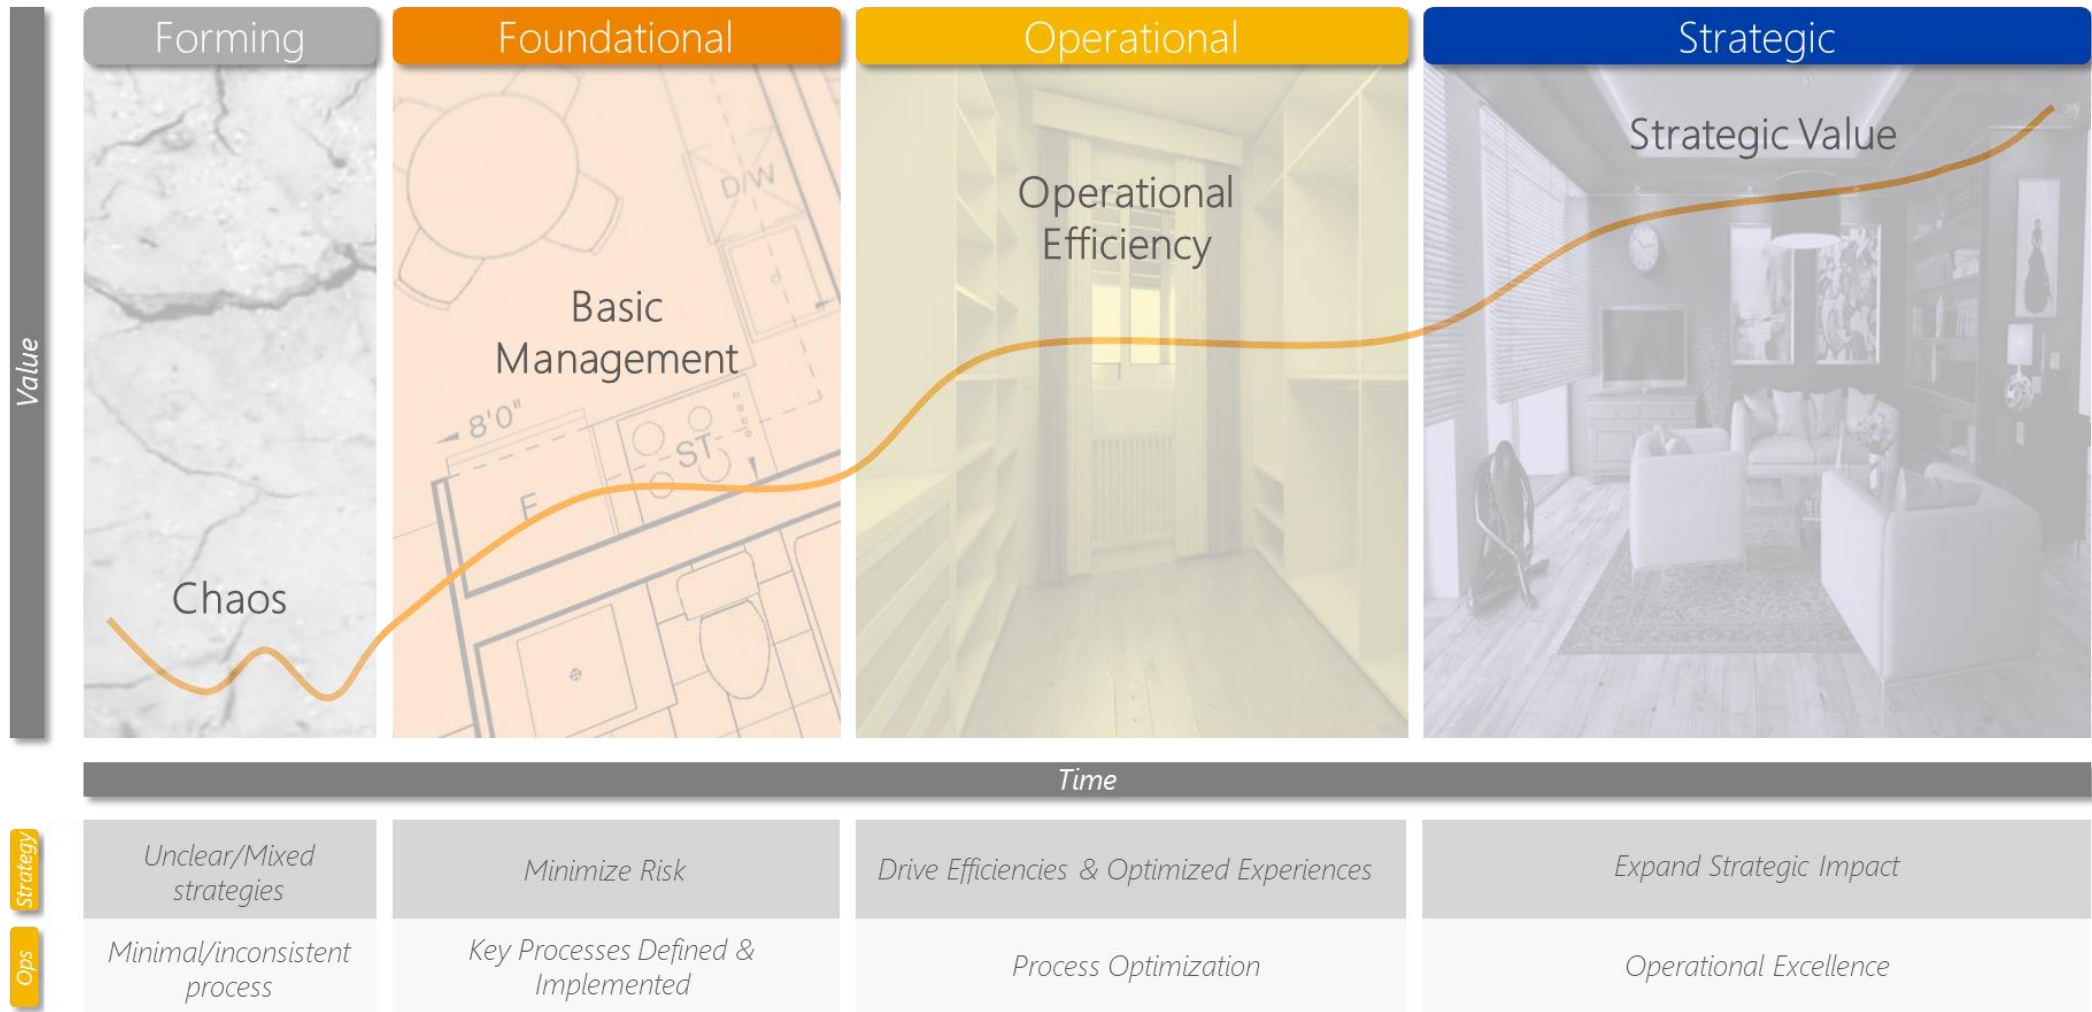 Forming
Foundational
Operational
Strategic
Value
Strategic Value
Operational
Efficiency
Basic
Management
D/W
8'0"
ST
F
Chaos
Time
Strategy
Unclear/Mixed
strategies
Minimize Risk
Drive Efficiencies & Optimized Experiences
Expand Strategic Impact
Ops
Minimal/inconsistent
process
Key Processes Defined &
Implemented
Process Optimization
Operational Excellence